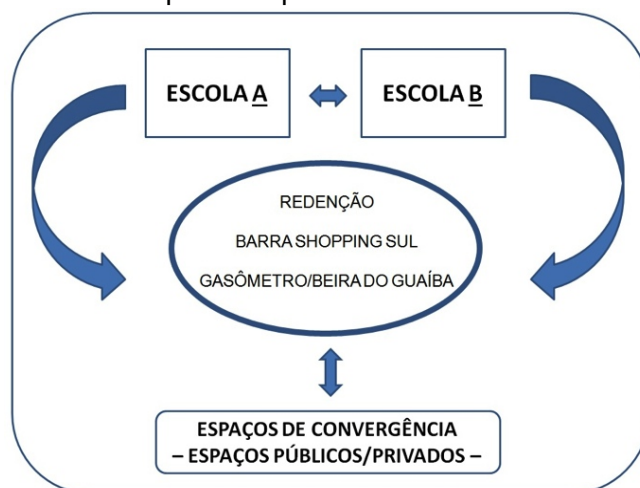 ESCOLA A
ESCOLA B
REDENÇÃO
BARRA SHOPPING SUL
GASÔMETRO/BEIRA DO GUAÍBA
ESPAÇOS DE CONVERGÊNCIA
– ESPAÇOS PÚBLICOS/PRIVADOS –